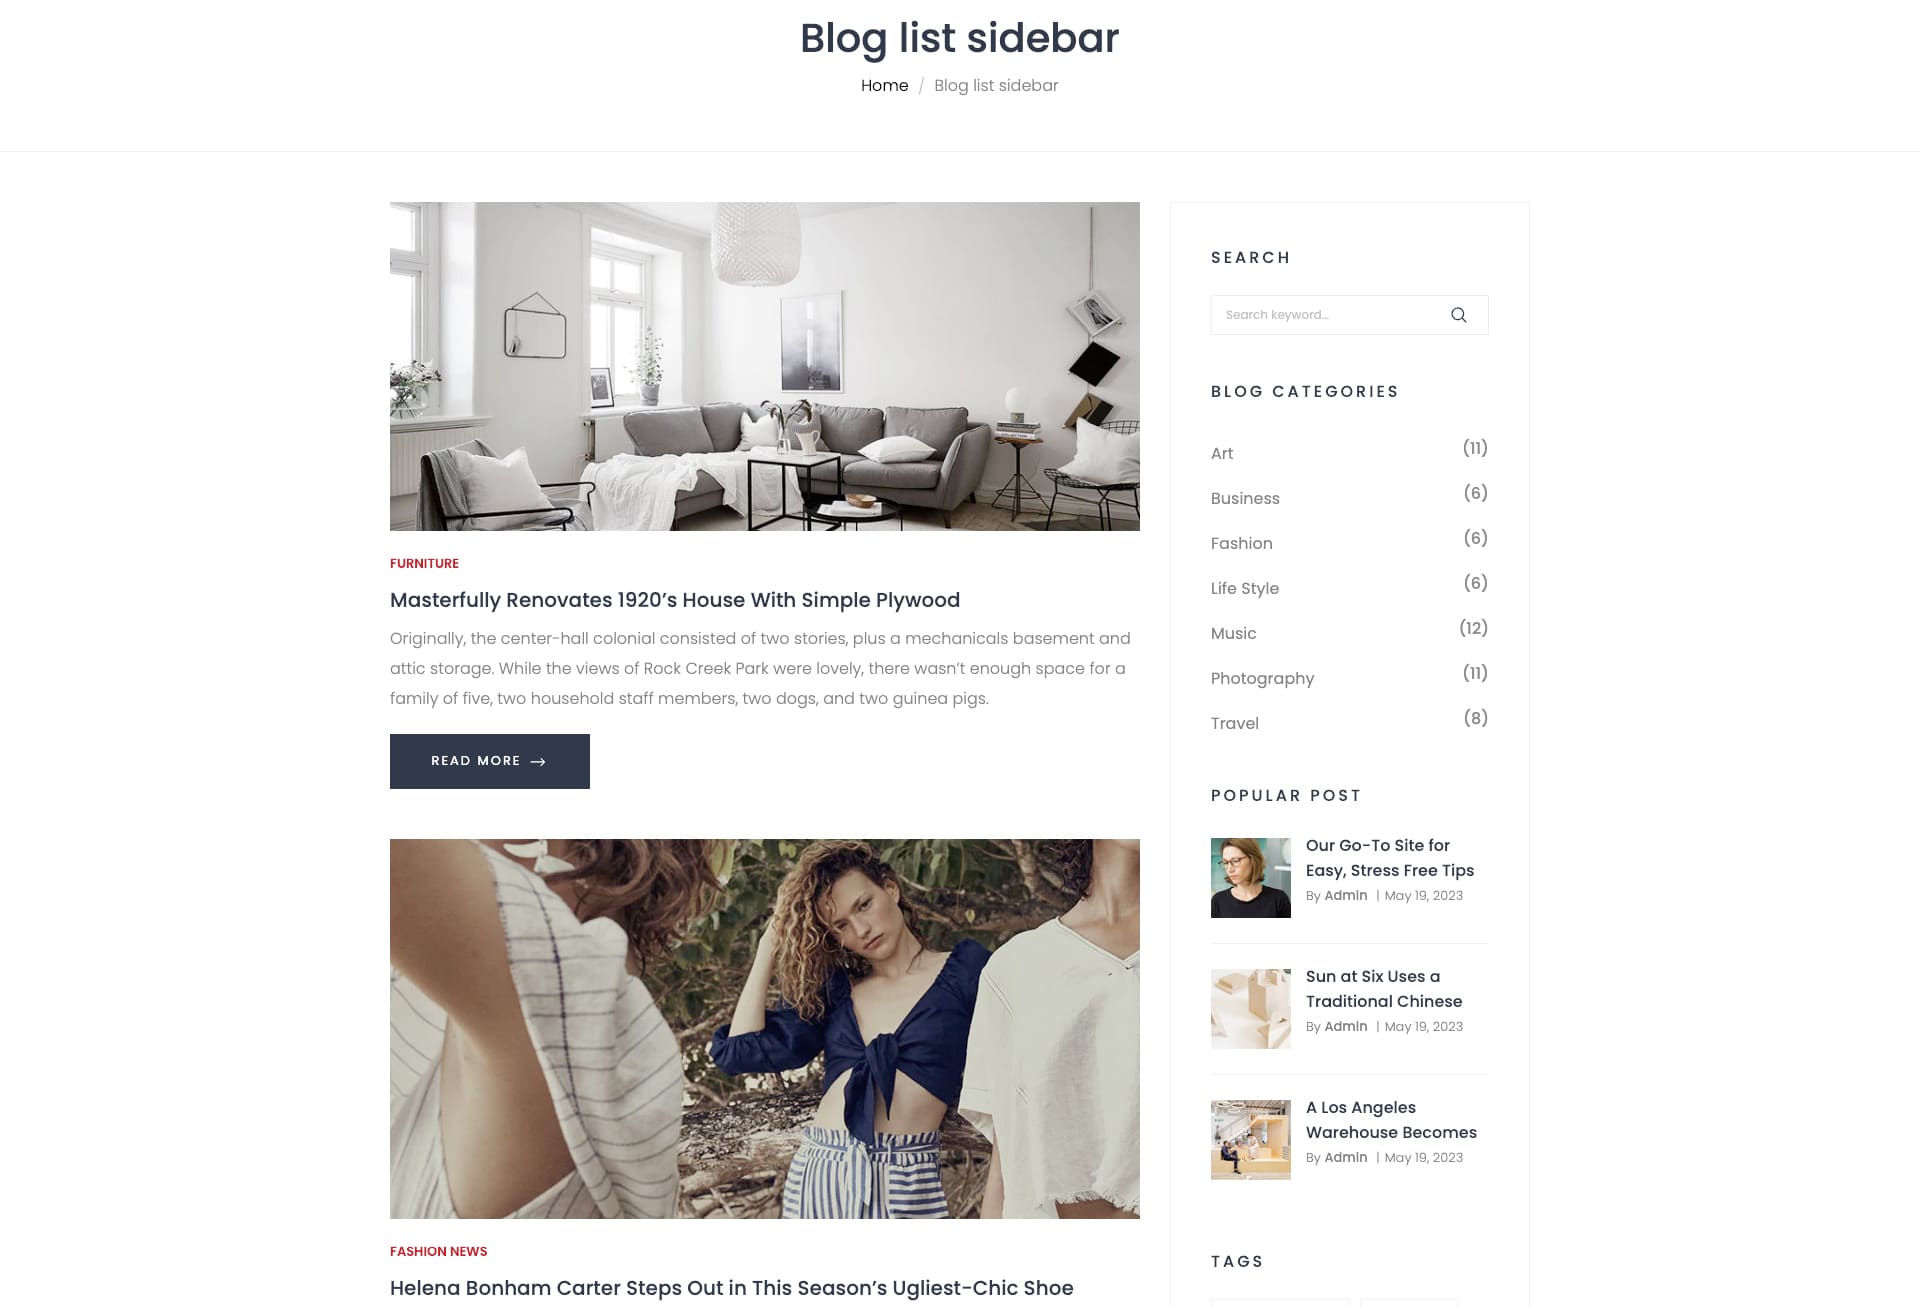 Blog list sidebar
Home / Blog list sidebar
FURNITURE
Masterfully Renovates 1920’s House With Simple Plywood
Originally, the center-hall colonial consisted of two stories, plus a mechanicals basement and
attic storage. While the views of Rock Creek Park were lovely, there wasn’t enough space for a
family of five, two household staff members, two dogs, and two guinea pigs.
READ MORE →
FASHION NEWS
Helena Bonham Carter Steps Out in This Season’s Ugliest-Chic Shoe
SEARCH
Search keyword...
BLOG CATEGORIES
Art (11)
Business (6)
Fashion (6)
Life Style (6)
Music (12)
Photography (11)
Travel (8)
POPULAR POST
Our Go-To Site for
Easy, Stress Free Tips
By Admin | May 19, 2023
Sun at Six Uses a
Traditional Chinese
By Admin | May 19, 2023
A Los Angeles
Warehouse Becomes
By Admin | May 19, 2023
TAGS